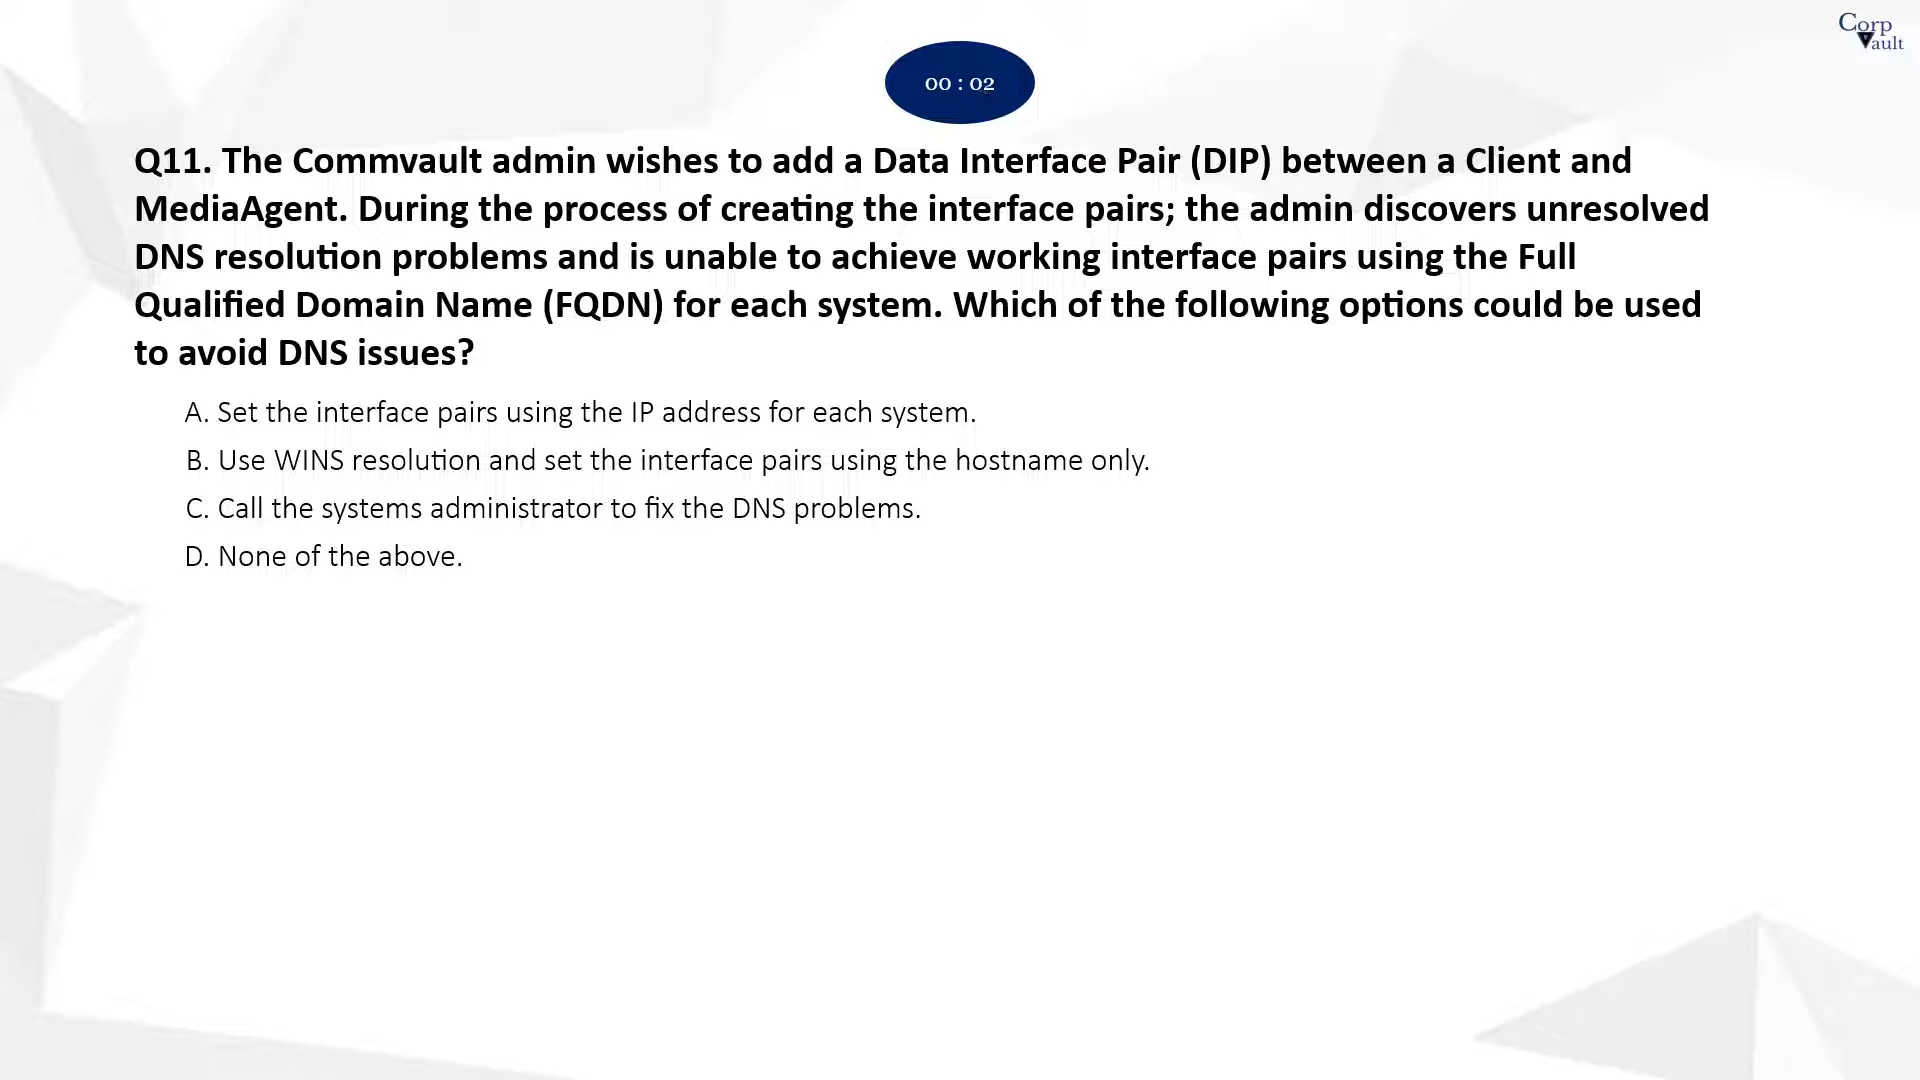 Corp
Vault
00 : 02
Q11. The Commvault admin wishes to add a Data Interface Pair (DIP) between a Client and
MediaAgent. During the process of creating the interface pairs; the admin discovers unresolved
DNS resolution problems and is unable to achieve working interface pairs using the Full
Qualified Domain Name (FQDN) for each system. Which of the following options could be used
to avoid DNS issues?
A. Set the interface pairs using the IP address for each system.
B. Use WINS resolution and set the interface pairs using the hostname only.
C. Call the systems administrator to fix the DNS problems.
D. None of the above.